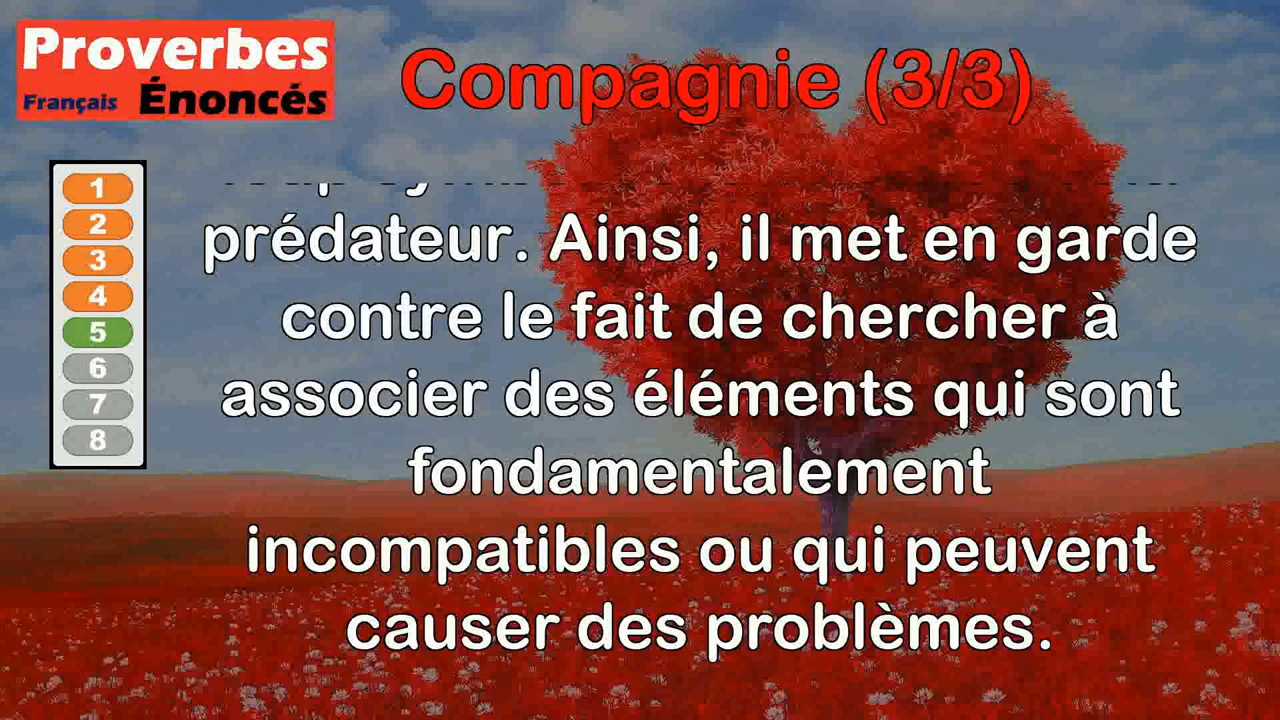 Proverbes
Français Énoncés
Compagnie (3/3)
1
2
3
4
5
6
7
8
prédateur. Ainsi, il met en garde
contre le fait de chercher à
associer des éléments qui sont
fondamentalement
incompatibles ou qui peuvent
causer des problèmes.